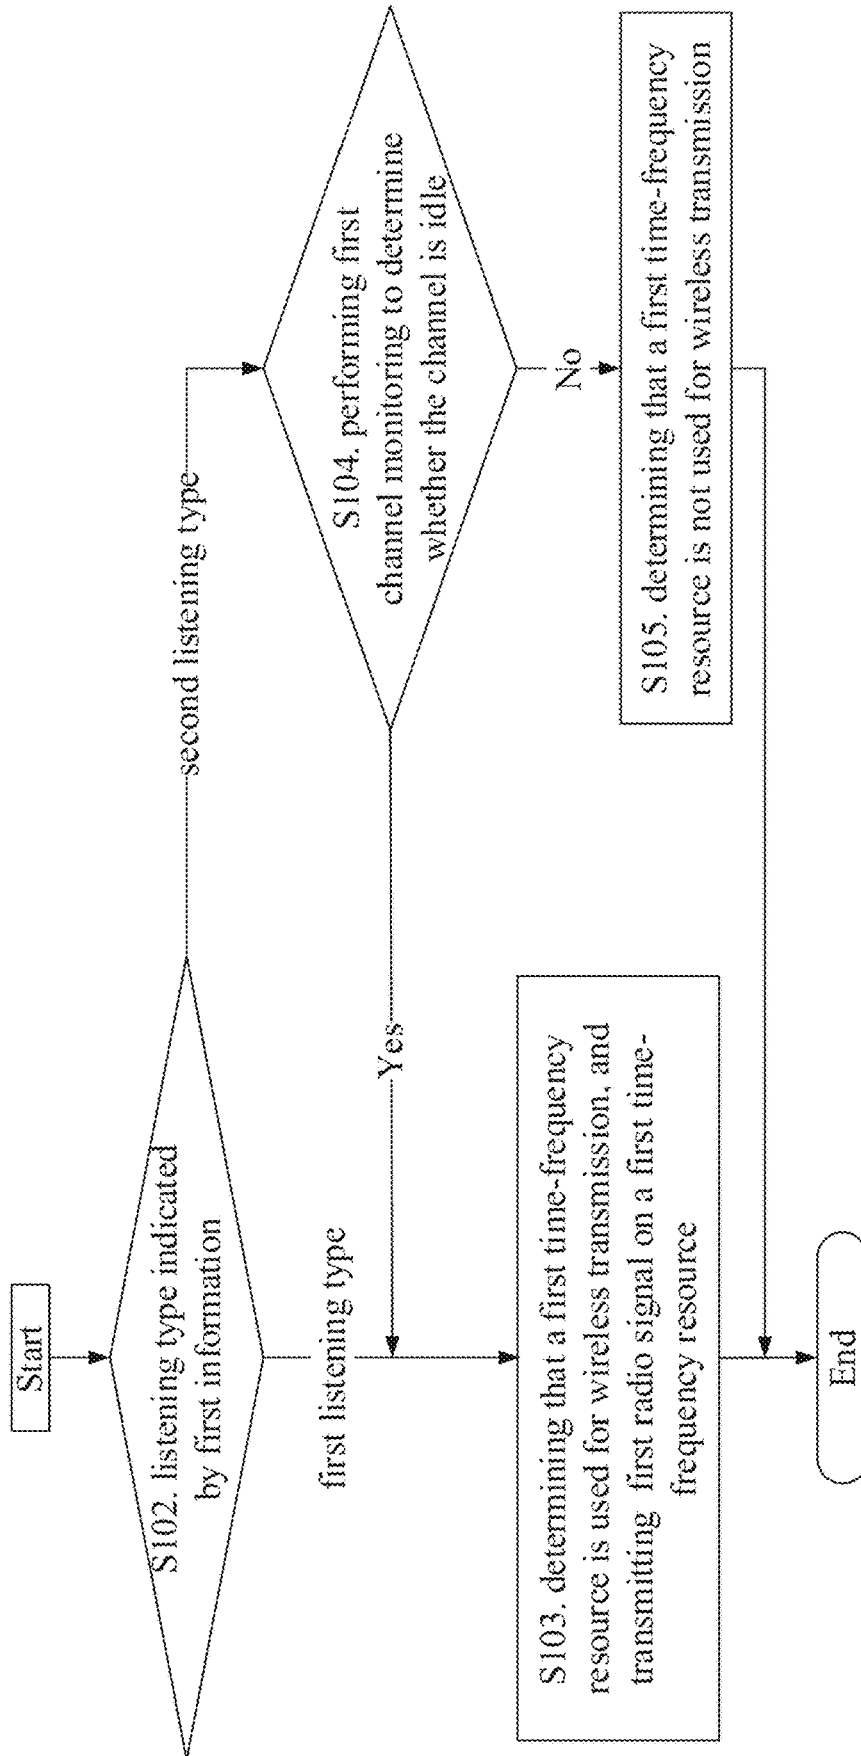 Start
S102. listening type indicated
by first information
second listening type
first listening type
S104. performing first
channel monitoring to determine
whether the channel is idle
Yes
No
S103. determining that a first time-frequency
resource is used for wireless transmission, and
transmitting first radio signal on a first time-
frequency resource
S105. determining that a first time-frequency
resource is not used for wireless transmission
End